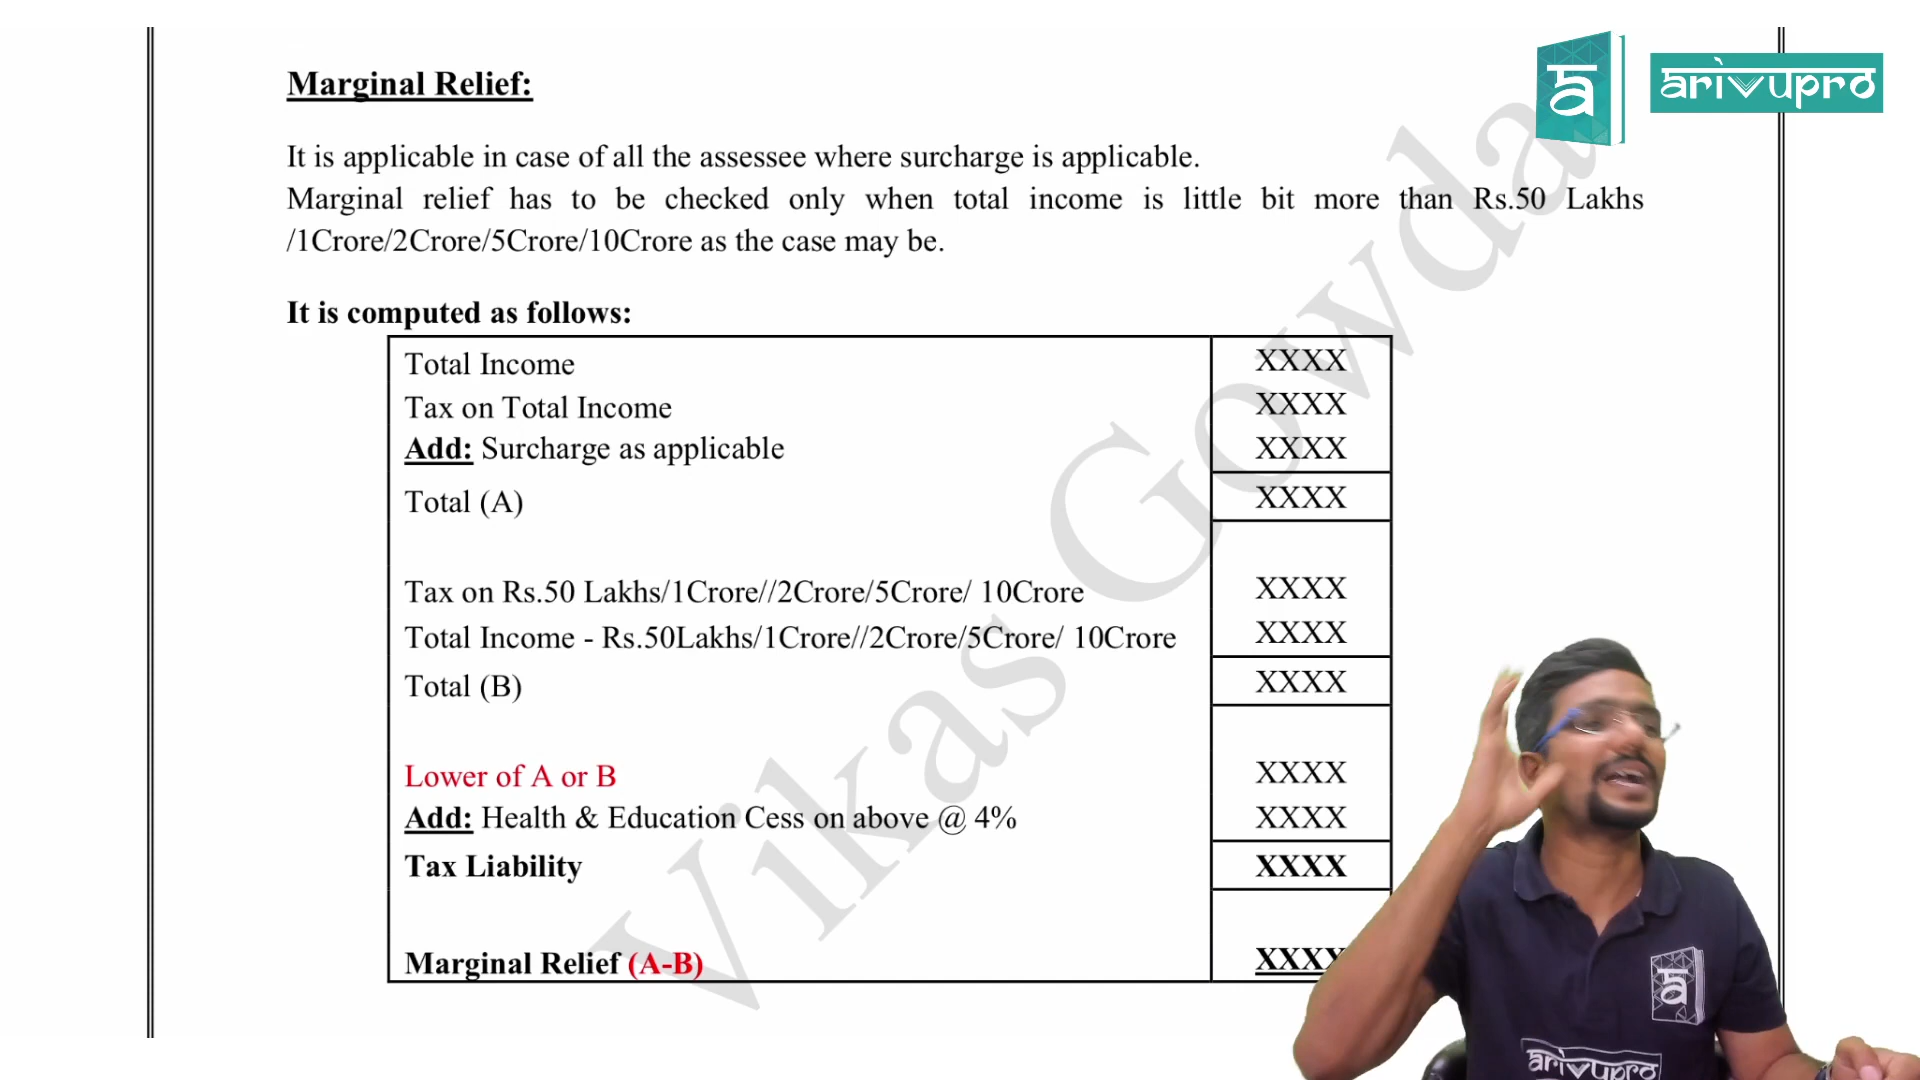 Marginal Relief:
a
arivupro
It is applicable in case of all the assessee where surcharge is applicable.
Marginal relief has to be checked only when total income is little bit more than Rs.50 Lakhs
/1Crore/2Crore/5Crore/10Crore as the case may be.
It is computed as follows:
Total Income XXXX
Tax on Total Income XXXX
Add: Surcharge as applicable XXXX
Total (A) XXXX
Tax on Rs.50 Lakhs/1Crore//2Crore/5Crore/ 10Crore XXXX
Total Income - Rs.50Lakhs/1Crore//2Crore/5Crore/ 10Crore XXXX
Total (B) XXXX
Lower of A or B XXXX
Add: Health & Education Cess on above @ 4% XXXX
Tax Liability XXXX
Marginal Relief (A-B) XXXX
Vikas Gowda
a
arivupro